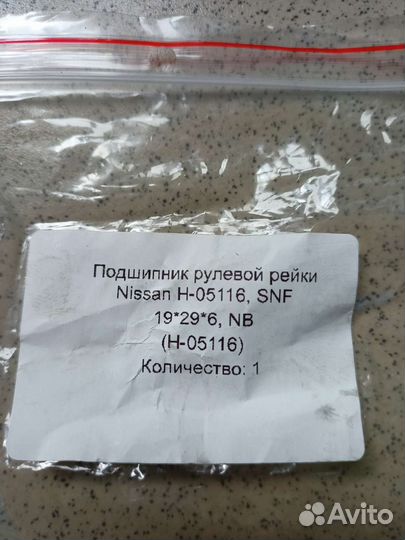 Подшипник рулевой рейки
Nissan H-05116, SNF
19*29*6, NB
(H-05116)
Количество: 1
Avito